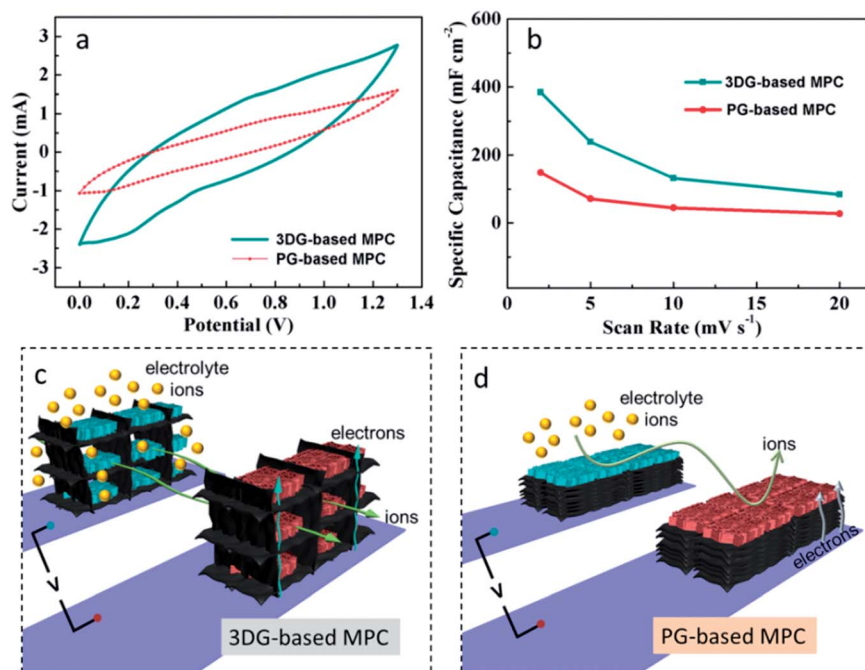 a
3
2
1
0
-1
-2
-3
Current (mA)
3DG-based MPC
PG-based MPC
0.0 0.2 0.4 0.6 0.8 1.0 1.2 1.4
Potential (V)
b
600
400
200
0
Specific Capacitance (mF cm⁻²)
3DG-based MPC
PG-based MPC
0 5 10 15 20
Scan Rate (mV s⁻¹)
c
electrolyte
ions
electrons
ions
V
3DG-based MPC
d
electrolyte
ions
ions
electrons
V
PG-based MPC